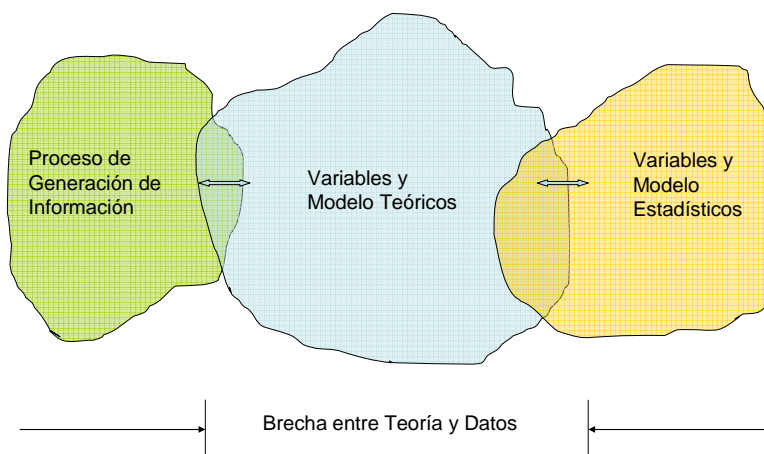 Proceso de
Generación de
Información
Variables y
Modelo Teóricos
Variables y
Modelo
Estadísticos
Brecha entre Teoría y Datos